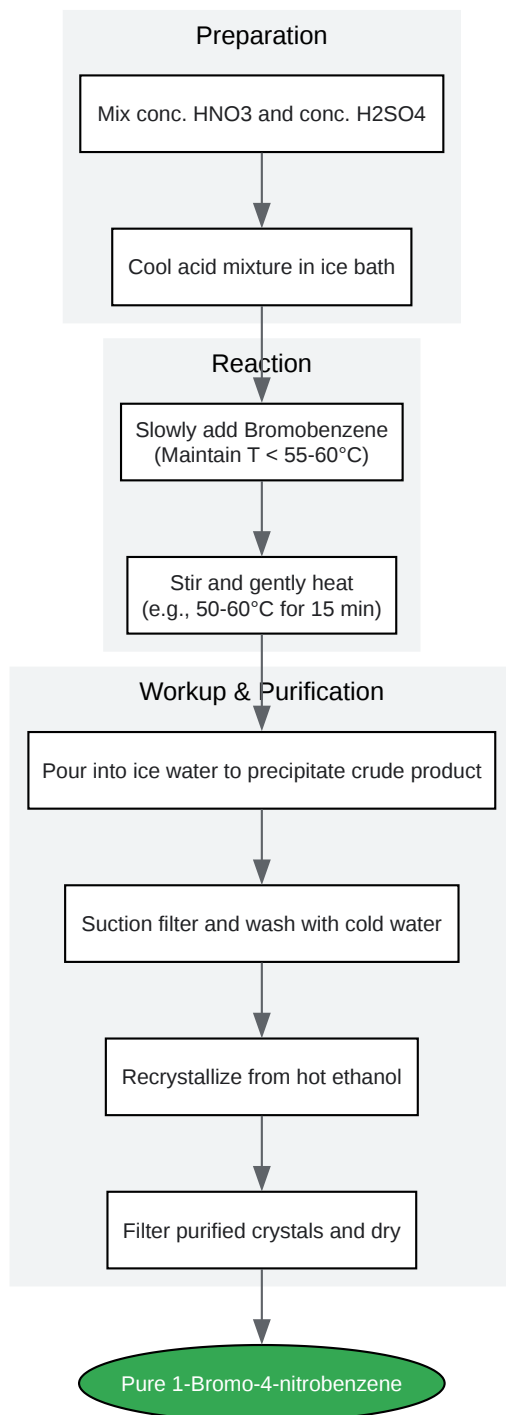 Preparation
Mix conc. HNO3 and conc. H2SO4
Cool acid mixture in ice bath
Reaction
Slowly add Bromobenzene
(Maintain T < 55-60°C)
Stir and gently heat
(e.g., 50-60°C for 15 min)
Workup & Purification
Pour into ice water to precipitate crude product
Suction filter and wash with cold water
Recrystallize from hot ethanol
Filter purified crystals and dry
Pure 1-Bromo-4-nitrobenzene